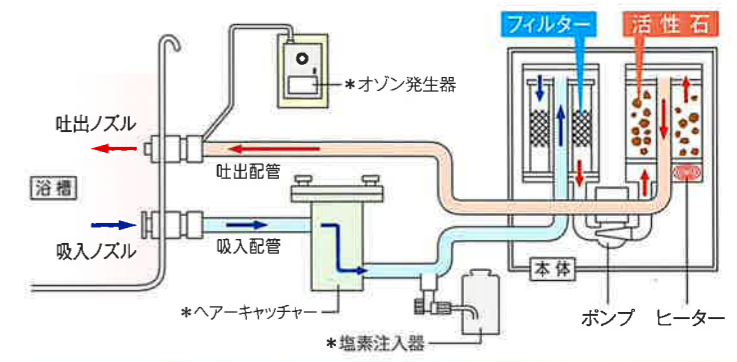 フィルター
活性石
*オゾン発生器
吐出ノズル
吐出配管
浴槽
吸入ノズル
吸入配管
本体
*ヘアーキャッチャー
ポンプ
ヒーター
*塩素注入器